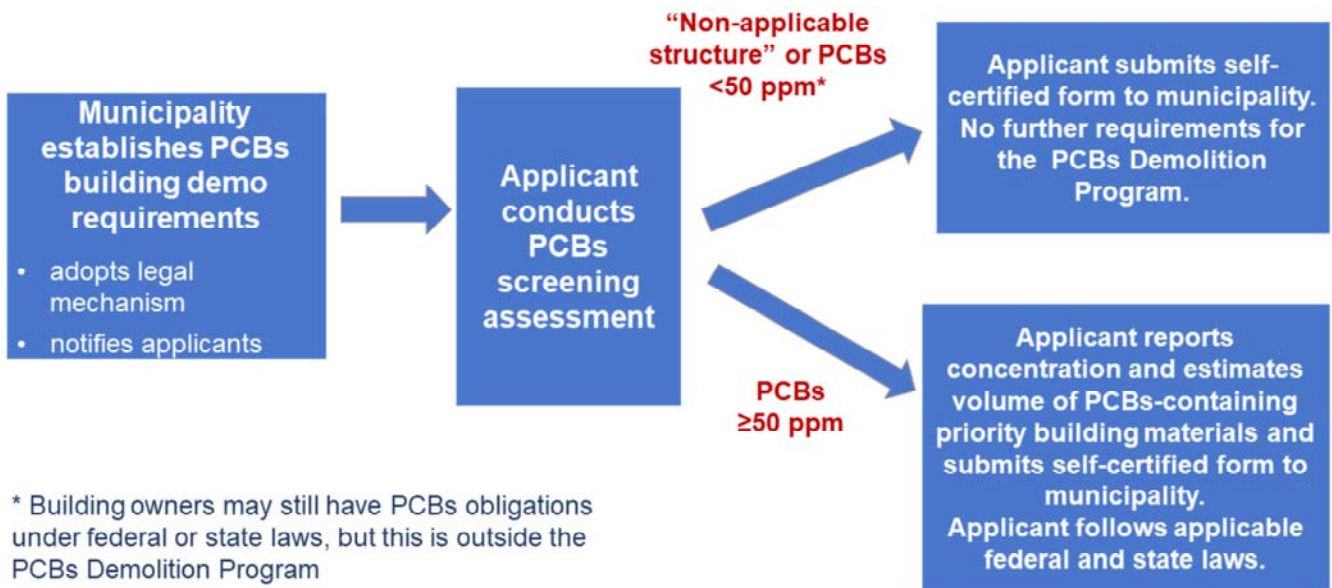 Municipality
establishes PCBs
building demo
requirements
• adopts legal
mechanism
• notifies applicants
Applicant
conducts
PCBs
screening
assessment
“Non-applicable
structure” or PCBs
<50 ppm*
Applicant submits self-
certified form to municipality.
No further requirements for
the PCBs Demolition
Program.
PCBs
≥50 ppm
Applicant reports
concentration and estimates
volume of PCBs-containing
priority building materials and
submits self-certified form to
municipality.
Applicant follows applicable
federal and state laws.
* Building owners may still have PCBs obligations
under federal or state laws, but this is outside the
PCBs Demolition Program